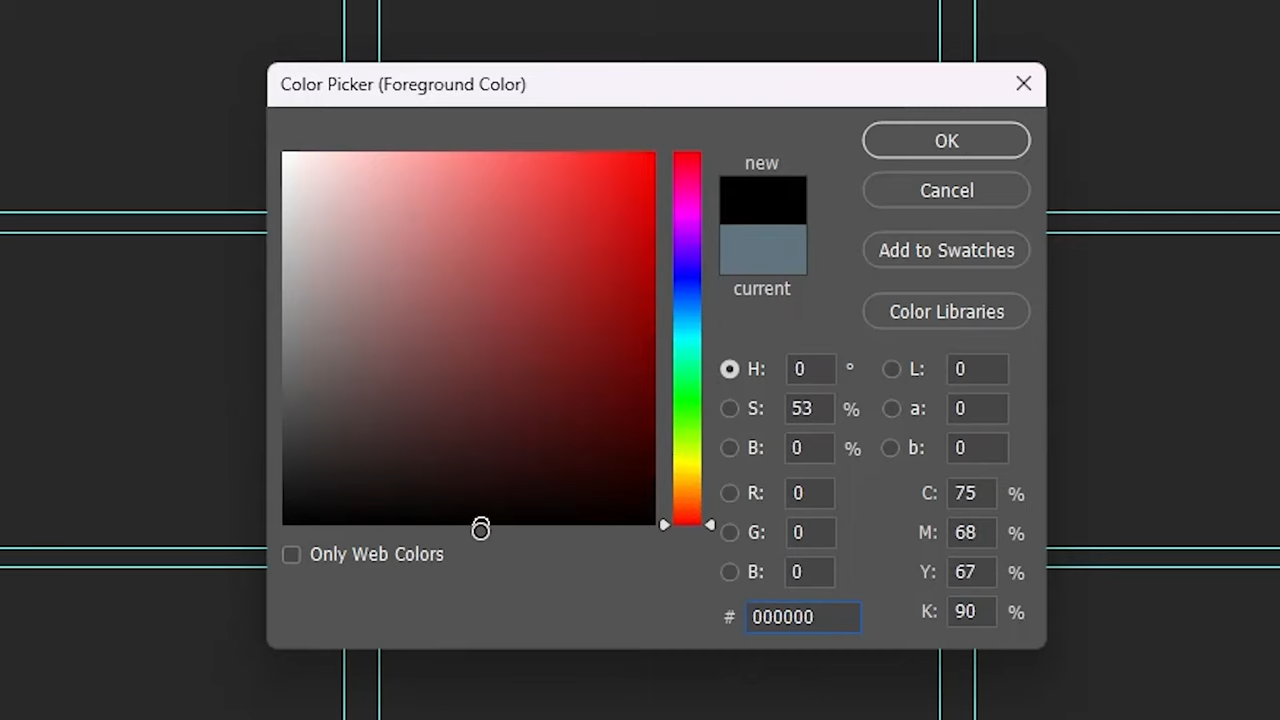 Color Picker (Foreground Color)
OK
new
Cancel
Add to Swatches
current
Color Libraries
H: 0 °
L: 0
S: 53 %
a: 0
B: 0 %
b: 0
R: 0
C: 75 %
G: 0
M: 68 %
Only Web Colors
B: 0
Y: 67 %
# 000000
K: 90 %